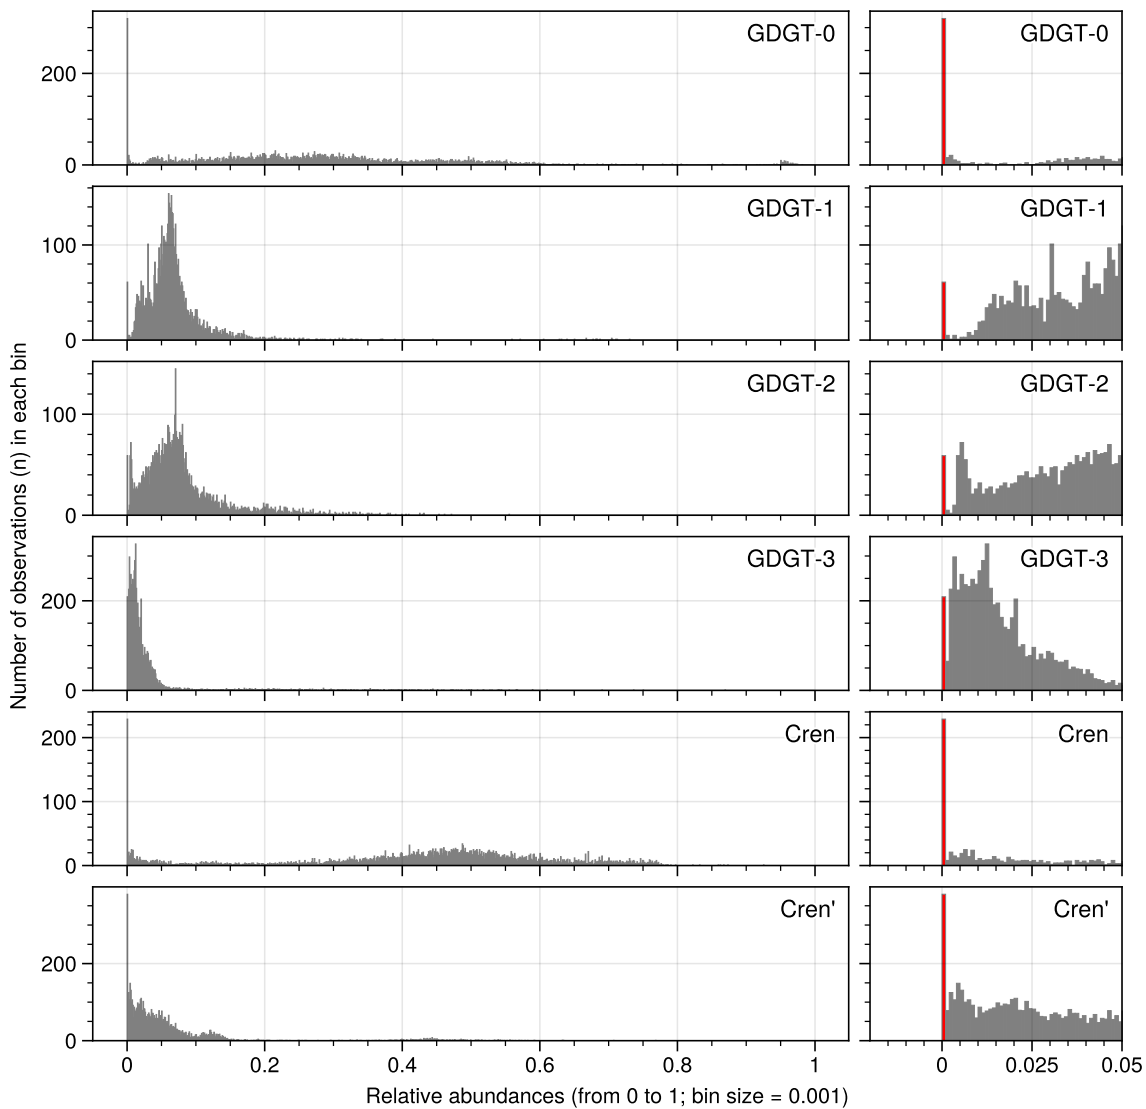 GDGT-0
GDGT-0
200
0
GDGT-1
GDGT-1
100
0
GDGT-2
GDGT-2
100
0
GDGT-3
GDGT-3
200
0
Cren
Cren
200
100
0
Cren'
Cren'
200
0
0 0.2 0.4 0.6 0.8 1
0 0.025 0.05
Number of observations (n) in each bin
Relative abundances (from 0 to 1; bin size = 0.001)